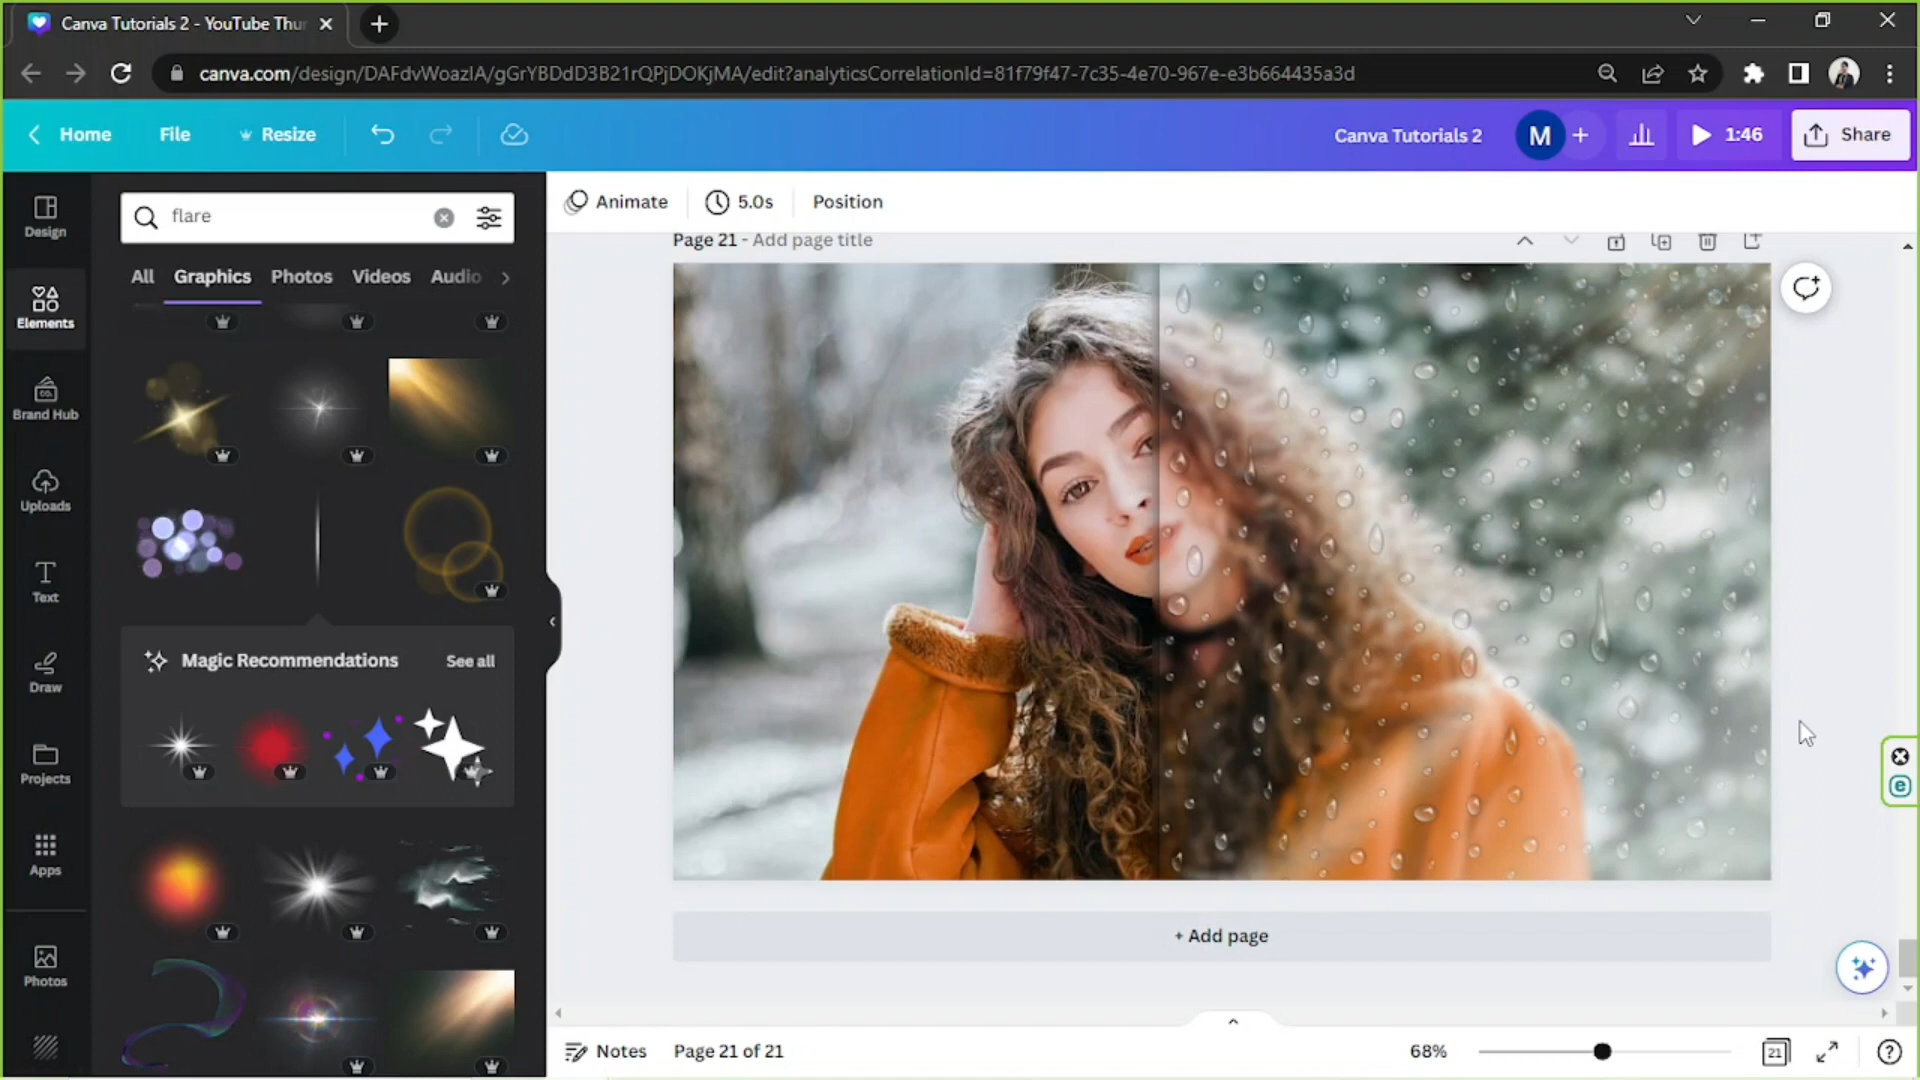 Canva Tutorials 2 - YouTube Thu
canva.com/design/DAFdvWoazIA/gGrYBDdD3B21rQPjDOKjMA/edit?analyticsCorrelationId=81f79f47-7c35-4e70-967e-e3b664435a3d
Home File Resize Canva Tutorials 2 M + 1:46 Share
Design
Elements
Brand Hub
Uploads
Text
Draw
Projects
Apps
Photos
flare
All Graphics Photos Videos Audio
Magic Recommendations See all
Animate 5.0s Position
Page 21 - Add page title
+ Add page
Notes Page 21 of 21 68% 21